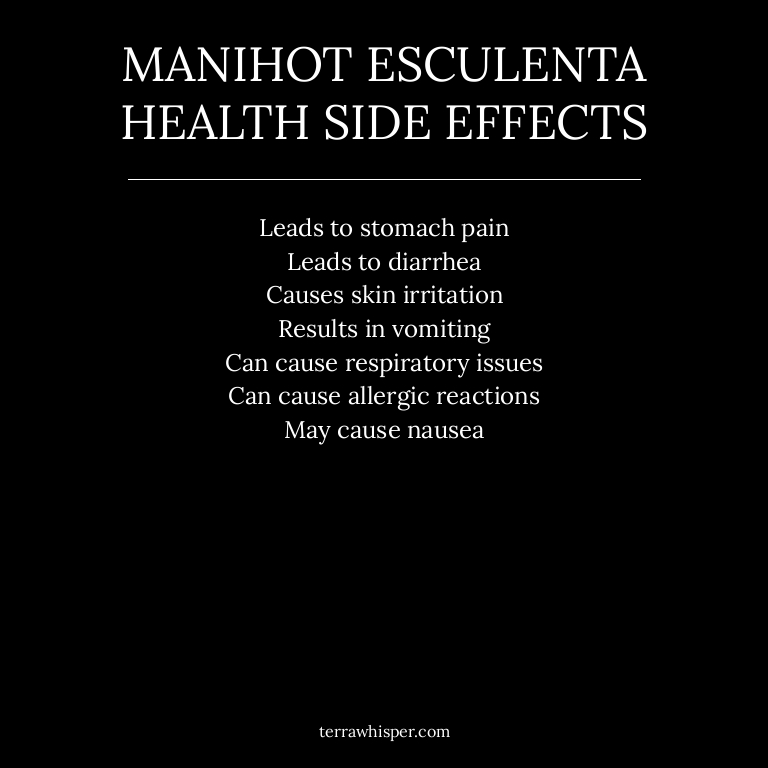 MANIHOT ESCULENTA
HEALTH SIDE EFFECTS
Leads to stomach pain
Leads to diarrhea
Causes skin irritation
Results in vomiting
Can cause respiratory issues
Can cause allergic reactions
May cause nausea
terrawhisper.com